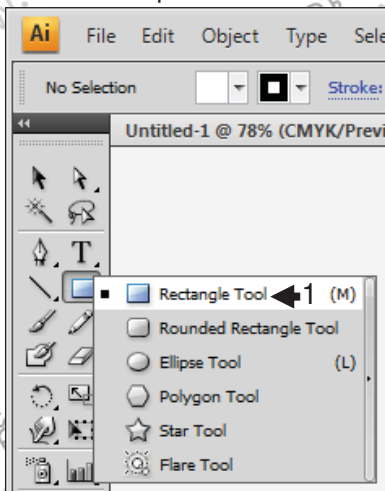 Ai File Edit Object Type Sele
No Selection Stroke:
Untitled-1 @ 78% (CMYK/Previ
T
Rectangle Tool 1 (M)
Rounded Rectangle Tool
Ellipse Tool (L)
Polygon Tool
Star Tool
Flare Tool